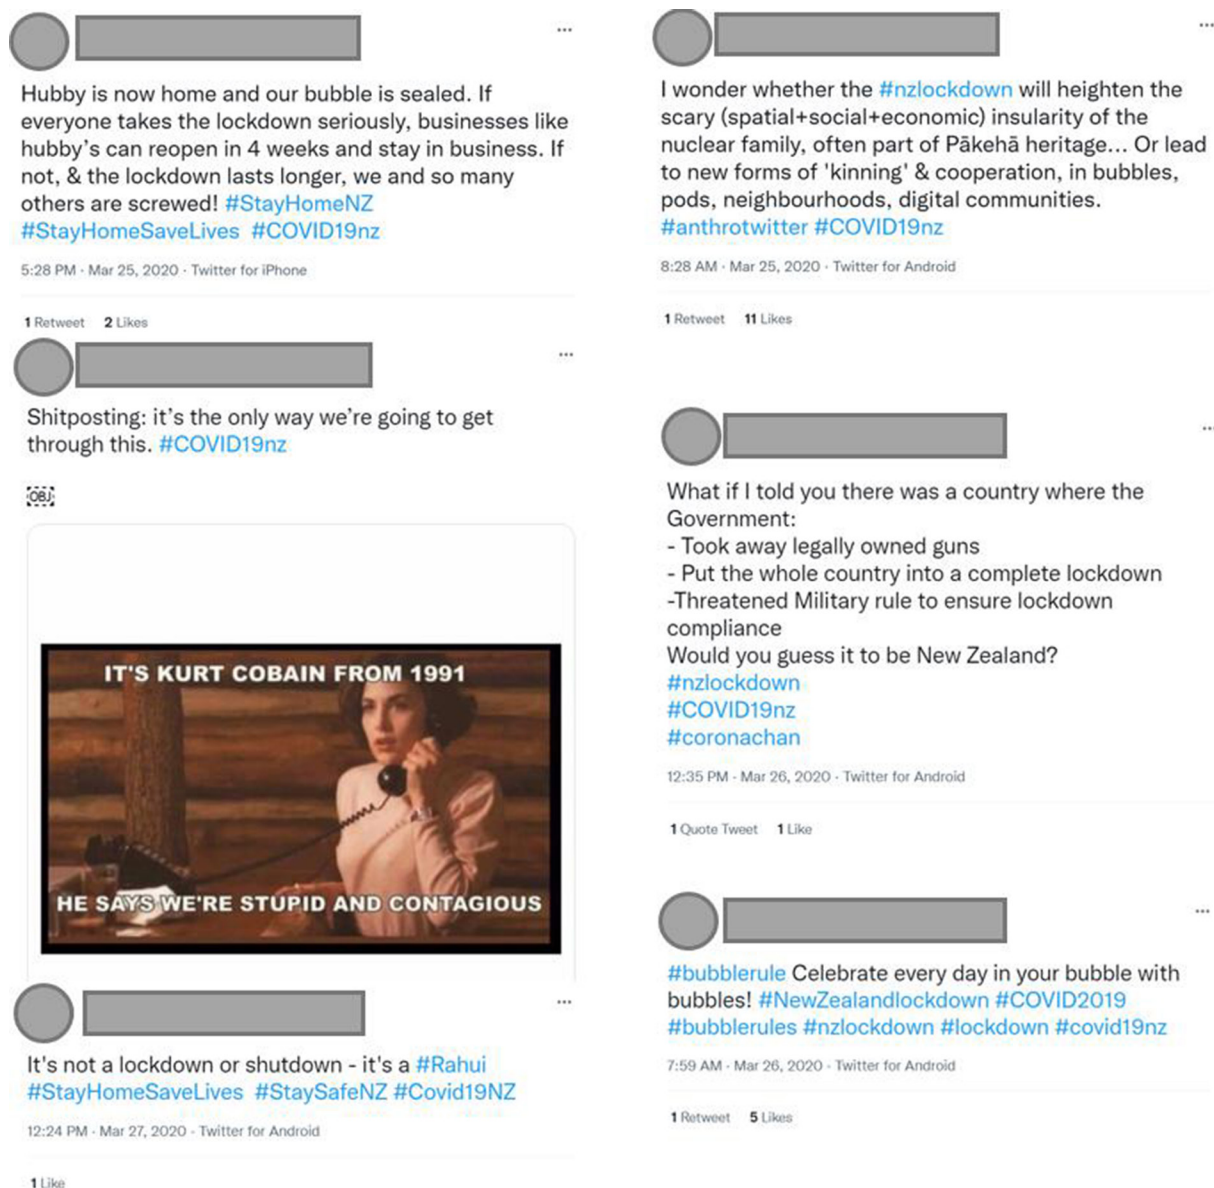 Hubby is now home and our bubble is sealed. If
everyone takes the lockdown seriously, businesses like
hubby's can reopen in 4 weeks and stay in business. If
not, & the lockdown lasts longer, we and so many
others are screwed! #StayHomeNZ
#StayHomeSaveLives #COVID19nz
5:28 PM · Mar 25, 2020 · Twitter for iPhone
1 Retweet 2 Likes
Shitposting: it's the only way we're going to get
through this. #COVID19nz
OBJ
IT'S KURT COBAIN FROM 1991
HE SAYS WE'RE STUPID AND CONTAGIOUS
It's not a lockdown or shutdown - it's a #Rahui
#StayHomeSaveLives #StaySafeNZ #Covid19NZ
12:24 PM · Mar 27, 2020 · Twitter for Android
1 Like
I wonder whether the #nzlockdown will heighten the
scary (spatial+social+economic) insularity of the
nuclear family, often part of Pākehā heritage... Or lead
to new forms of 'kinning' & cooperation, in bubbles,
pods, neighbourhoods, digital communities.
#anthrotwitter #COVID19nz
8:28 AM · Mar 25, 2020 · Twitter for Android
1 Retweet 11 Likes
What if I told you there was a country where the
Government:
- Took away legally owned guns
- Put the whole country into a complete lockdown
-Threatened Military rule to ensure lockdown
compliance
Would you guess it to be New Zealand?
#nzlockdown
#COVID19nz
#coronachan
12:35 PM · Mar 26, 2020 · Twitter for Android
1 Quote Tweet 1 Like
#bubblerule Celebrate every day in your bubble with
bubbles! #NewZealandlockdown #COVID2019
#bubblerules #nzlockdown #lockdown #covid19nz
7:59 AM · Mar 26, 2020 · Twitter for Android
1 Retweet 5 Likes